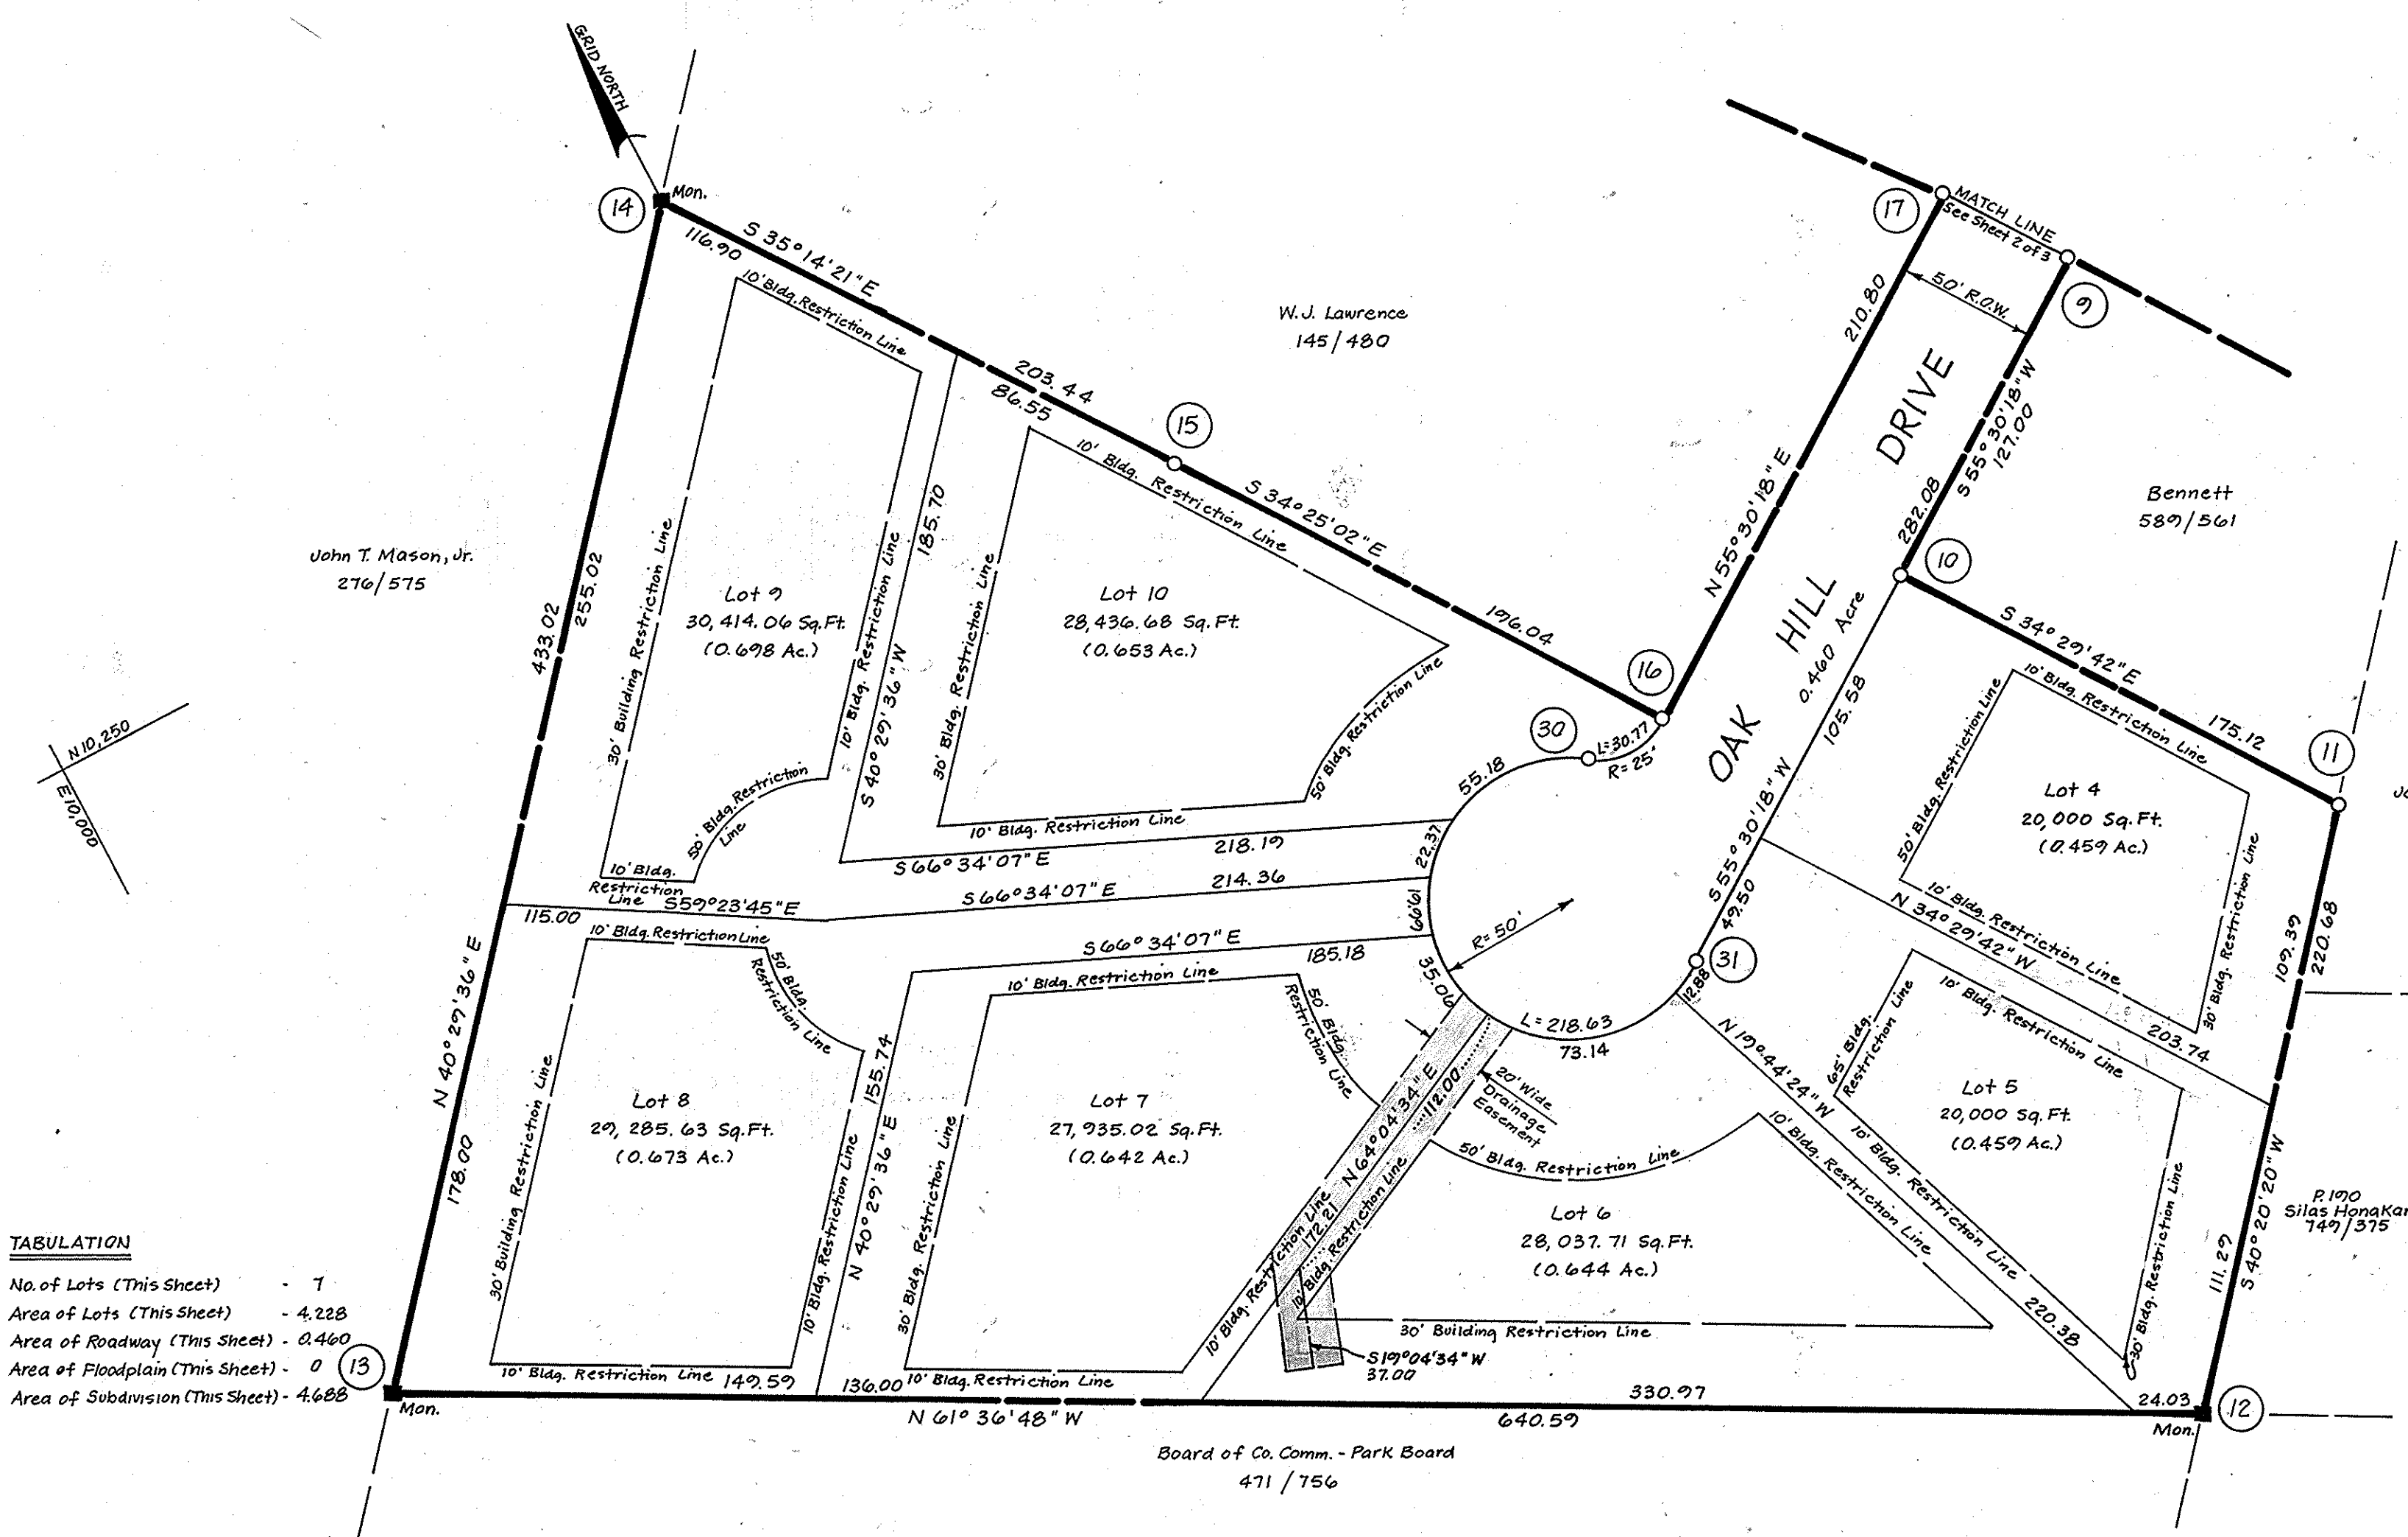 GRID NORTH
14
Mon.
S 35° 14' 21" E
116.90
203.44
86.55
15
S 34° 25' 02" E
196.04
16
17
MATCH LINE
See Sheet 2 of 3
9
50' R.O.W.
210.80
N 55° 30' 18" E
S 55° 30' 18" W
127.00
282.08
OAK HILL DRIVE
0.460 Acre
10
W.J. Lawrence
145/480
Bennett
589/561
S 34° 29' 42" E
175.12
11
John T. Mason, Jr.
276/575
433.02
255.02
N 40° 29' 36" E
178.00
N 10,250
E 10,000
10' Bldg. Restriction Line
30' Building Restriction Line
Lot 9
30,414.06 Sq.Ft.
(0.698 Ac.)
10' Bldg. Restriction Line
50' Bldg. Restriction
Line
10' Bldg.
Restriction
Line
S 40° 29' 36" W
185.70
10' Bldg. Restriction Line
30' Bldg. Restriction Line
Lot 10
28,436.68 Sq.Ft.
(0.653 Ac.)
50' Bldg. Restriction Line
10' Bldg. Restriction Line
S 66° 34' 07" E
218.19
S 66° 34' 07" E
214.36
S59° 23' 45" E
115.00
S 66° 34' 07" E
185.18
30
L=30.77
R=25'
55.18
22.37
19.99
35.06
R=50'
L=218.63
73.14
12.88
31
S 55° 30' 18" W
105.58
49.50
50' Bldg. Restriction Line
10' Bldg. Restriction Line
Lot 4
20,000 Sq.Ft.
(0.459 Ac.)
30' Bldg. Restriction Line
10' Bldg. Restriction Line
N 34° 29' 42" W
203.74
109.39
220.68
10' Bldg. Restriction Line
65' Bldg.
Restriction Line
Lot 5
20,000 Sq.Ft.
(0.459 Ac.)
10' Bldg. Restriction Line
30' Bldg. Restriction Line
N 19° 44' 24" W
220.38
111.29
S 40° 20' 20" W
P. 190
Silas HongKan
749/375
10' Bldg. Restriction Line
50' Bldg.
Restriction Line
30' Building Restriction Line
Lot 8
29,285.63 Sq.Ft.
(0.673 Ac.)
10' Bldg. Restriction Line
10' Bldg. Restriction Line
N 40° 29' 36" E
155.74
10' Bldg. Restriction Line
30' Bldg. Restriction Line
50' Bldg.
Restriction Line
Lot 7
27,935.02 Sq.Ft.
(0.642 Ac.)
10' Bldg. Restriction Line
10' Bldg. Restriction Line
N 64° 04' 34" E
112.00
172.21
20' Wide
Drainage
Easement
10' Bldg. Restriction Line
50' Bldg. Restriction Line
Lot 6
28,037.71 Sq.Ft.
(0.644 Ac.)
10' Bldg. Restriction Line
30' Building Restriction Line
S 19° 04' 34" W
37.00
13
Mon.
149.59
136.00
N 61° 36' 48" W
330.97
640.59
24.03
12
Mon.
Board of Co. Comm. - Park Board
471 / 756
TABULATION
No. of Lots (This Sheet) - 7
Area of Lots (This Sheet) - 4.228
Area of Roadway (This Sheet) - 0.460
Area of Floodplain (This Sheet) - 0
Area of Subdivision (This Sheet) - 4.688